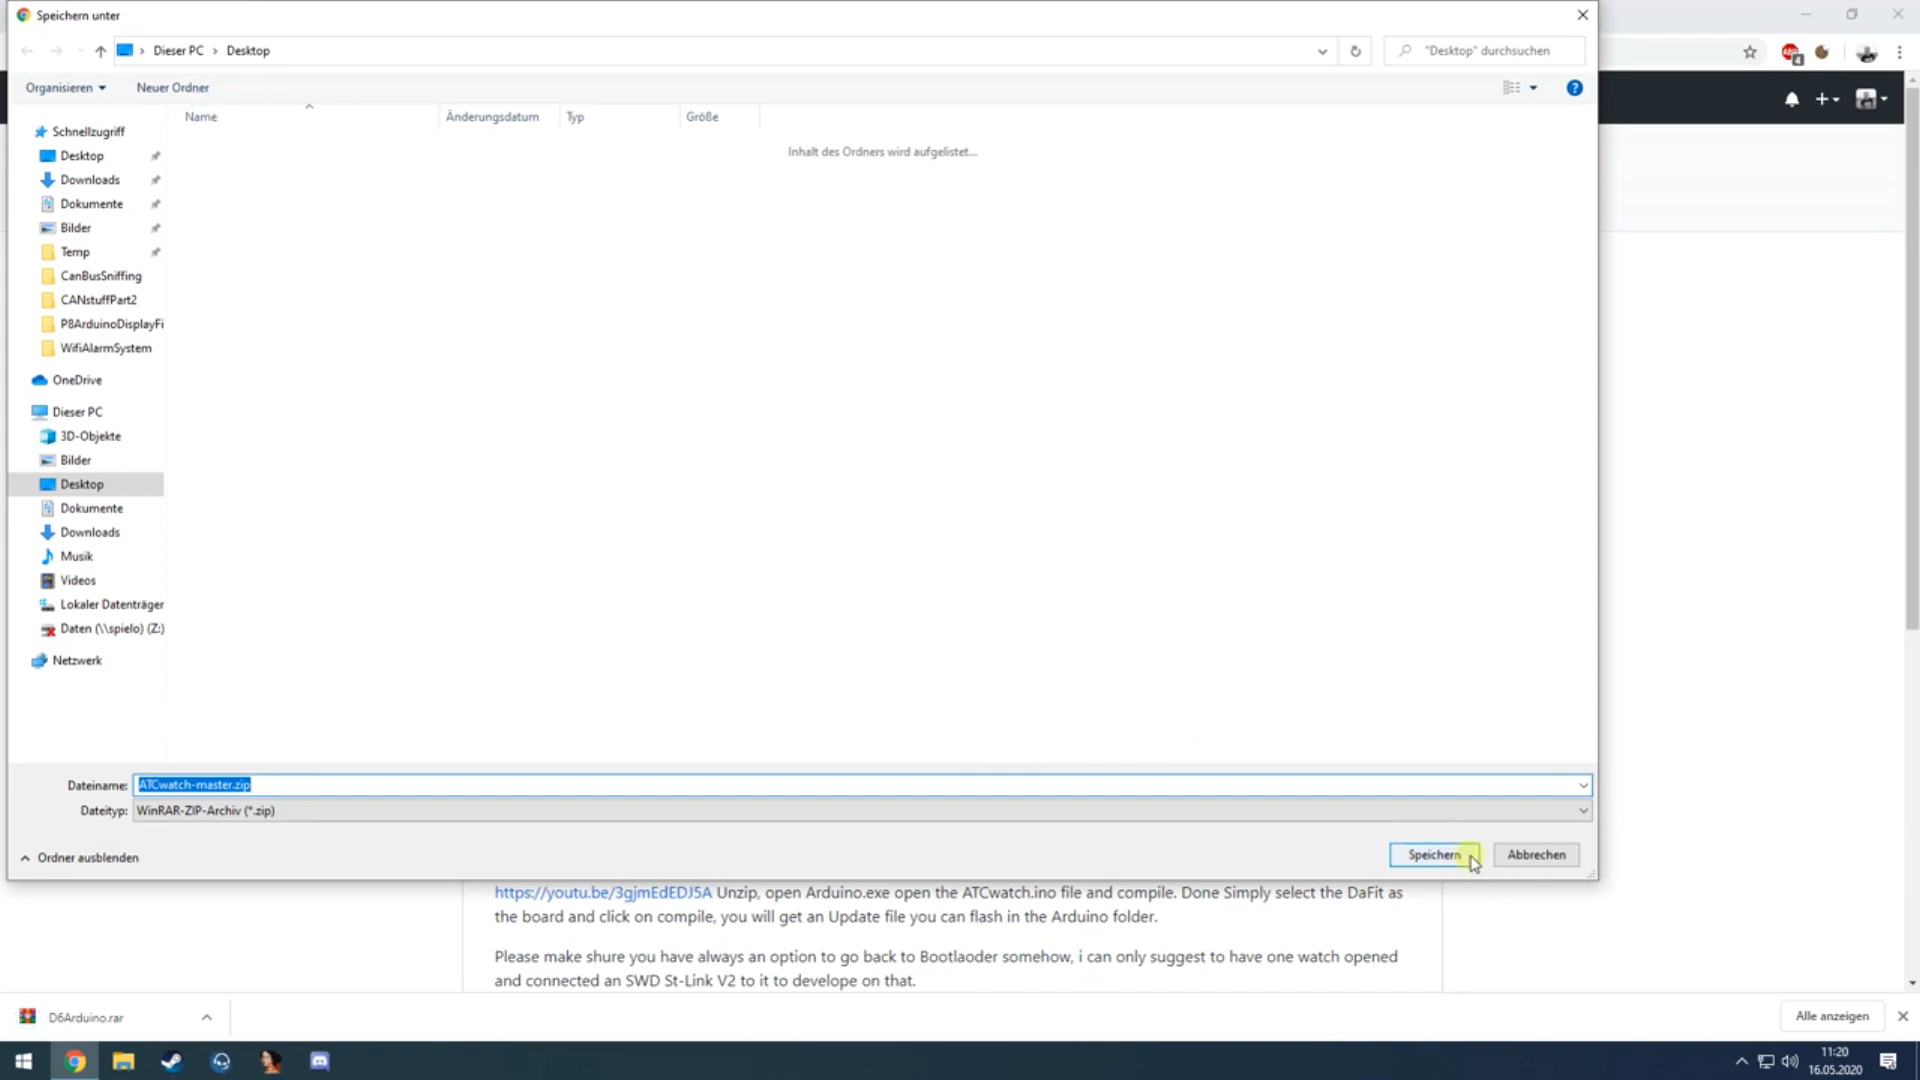 Speichern unter
Dieser PC
Desktop
"Desktop" durchsuchen
Organisieren
Neuer Ordner
?
Name
Änderungsdatum
Typ
Größe
Inhalt des Ordners wird aufgelistet...
Schnellzugriff
Desktop
Downloads
Dokumente
Bilder
Temp
CanBusSniffing
CANstuffPart2
P8ArduinoDisplayFi
WifiAlarmSystem
OneDrive
Dieser PC
3D-Objekte
Bilder
Desktop
Dokumente
Downloads
Musik
Videos
Lokaler Datenträger
Daten (\\spielo) (Z:)
Netzwerk
Dateiname: ATCwatch-master.zip
Dateityp: WinRAR-ZIP-Archiv (*.zip)
Ordner ausblenden
Speichern
Abbrechen
https://youtu.be/3gjmEdEDJ5A Unzip, open Arduino.exe open the ATCwatch.ino file and compile. Done Simply select the DaFit as
the board and click on compile, you will get an Update file you can flash in the Arduino folder.
Please make shure you have always an option to go back to Bootlaoder somehow, i can only suggest to have one watch opened
and connected an SWD St-Link V2 to it to develope on that.
D6Arduino.rar
Alle anzeigen
11:20
16.05.2020